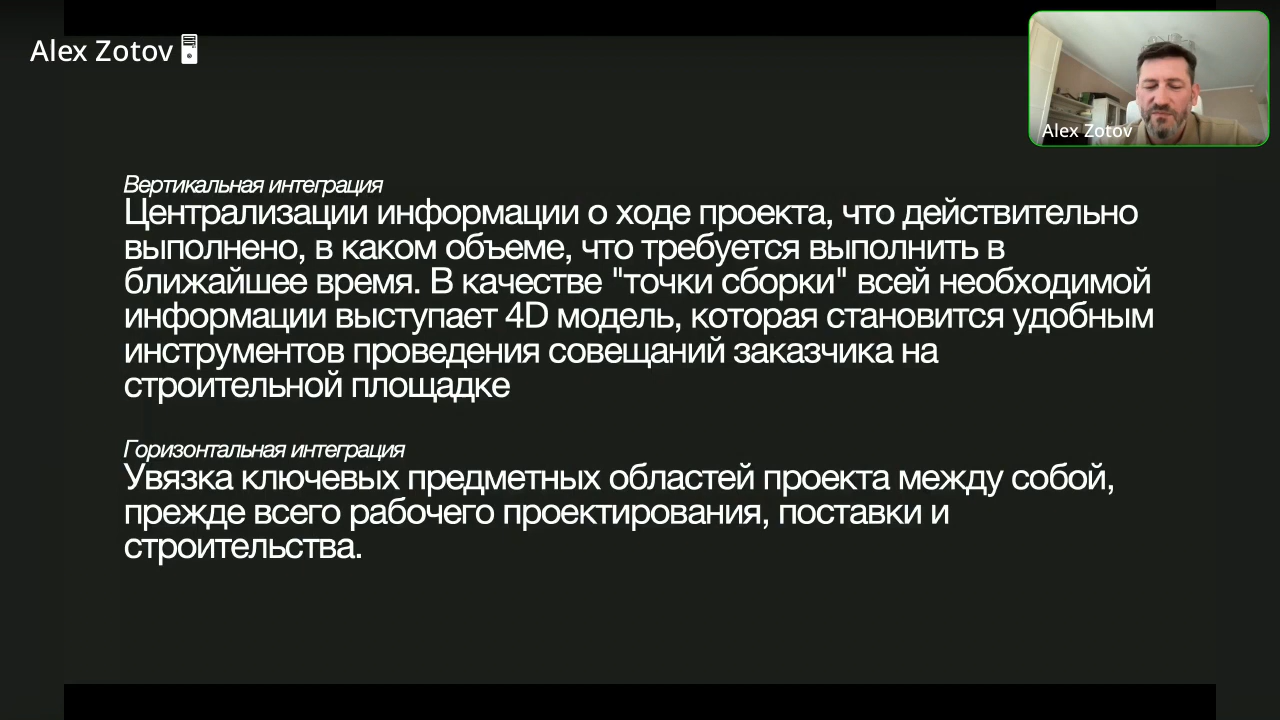 Alex Zotov
Alex Zotov
Вертикальная интеграция
Централизации информации о ходе проекта, что действительно
выполнено, в каком объеме, что требуется выполнить в
ближайшее время. В качестве "точки сборки" всей необходимой
информации выступает 4D модель, которая становится удобным
инструментов проведения совещаний заказчика на
строительной площадке
Горизонтальная интеграция
Увязка ключевых предметных областей проекта между собой,
прежде всего рабочего проектирования, поставки и
строительства.